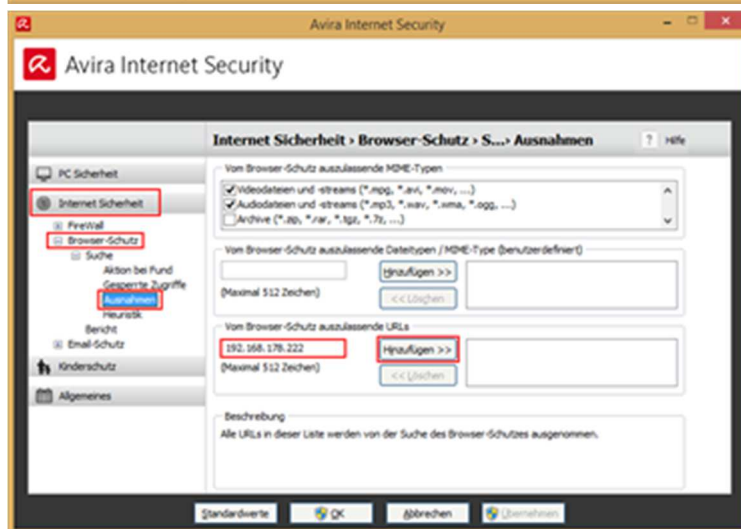 Avira Internet Security
Avira Internet Security
Internet Sicherheit › Browser-Schutz › S...› Ausnahmen
? Hilfe
PC Sicherheit
Internet Sicherheit
FireWall
Browser-Schutz
Suche
Aktion bei Fund
Gesperrte Zugriffe
Ausnahmen
Heuristik
Bericht
Email-Schutz
Kinderschutz
Allgemeines
Vom Browser-Schutz auszulassende MIME-Typen
Videodateien und -streams (*.mpg, *.avi, *.mov, ...)
Audiodateien und -streams (*.mp3, *.wav, *.wma, *.ogg, ...)
Archive (*.zip, *.rar, *.tgz, *.7z, ...)
Vom Browser-Schutz auszulassende Dateitypen / MIME-Type (benutzerdefiniert)
Hinzufügen >>
(Maximal 512 Zeichen)
<< Löschen
Vom Browser-Schutz auszulassende URLs
192.168.178.222
Hinzufügen >>
(Maximal 512 Zeichen)
<< Löschen
Beschreibung
Alle URLs in dieser Liste werden von der Suche des Browser-Schutzes ausgenommen.
Standardwerte
OK
Abbrechen
Übernehmen